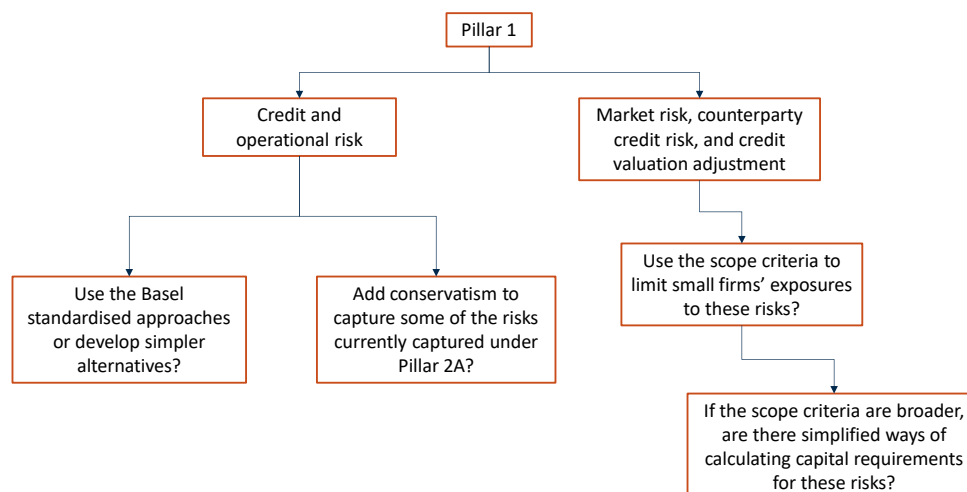 Pillar 1
Credit and
operational risk
Market risk, counterparty
credit risk, and credit
valuation adjustment
Use the Basel
standardised approaches
or develop simpler
alternatives?
Add conservatism to
capture some of the risks
currently captured under
Pillar 2A?
Use the scope criteria to
limit small firms’ exposures
to these risks?
If the scope criteria are broader,
are there simplified ways of
calculating capital requirements
for these risks?